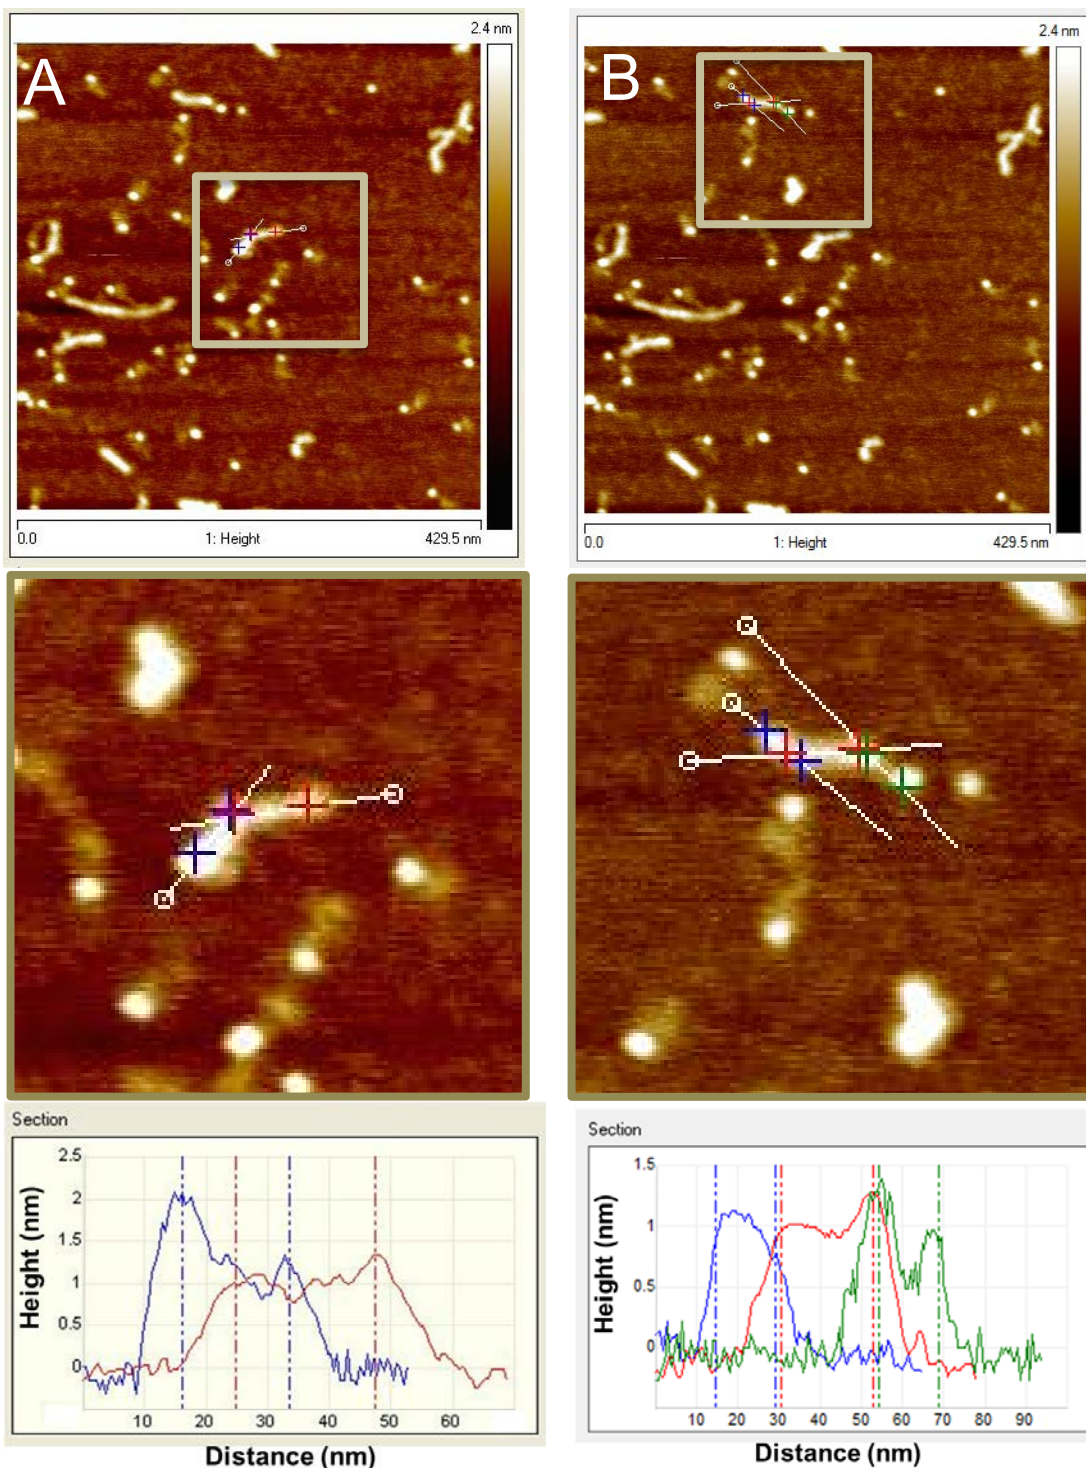 A
2.4 nm
0.0
1: Height
429.5 nm
B
2.4 nm
0.0
1: Height
429.5 nm
Section
Height (nm)
2.5
2
1.5
1
0.5
0
10 20 30 40 50 60
Distance (nm)
Section
Height (nm)
1.5
1
0.5
0
10 20 30 40 50 60 70 80 90
Distance (nm)